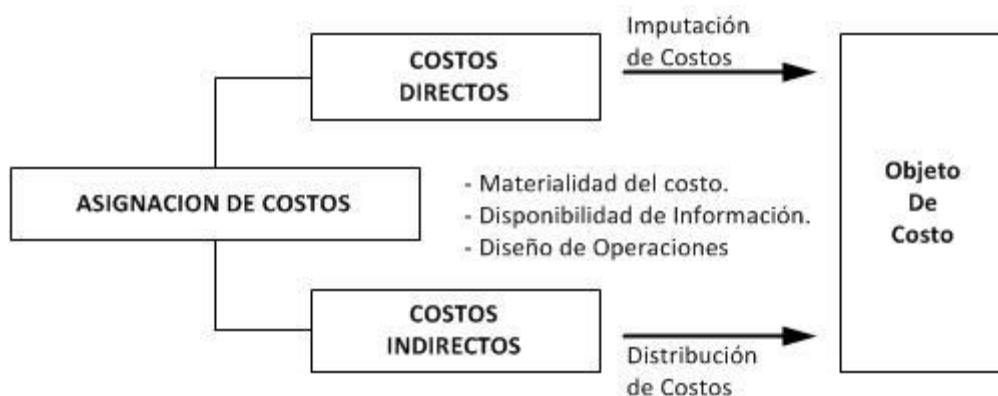 Imputación
de Costos
COSTOS
DIRECTOS
ASIGNACION DE COSTOS
- Materialidad del costo.
- Disponibilidad de Información.
- Diseño de Operaciones
Objeto
De
Costo
COSTOS
INDIRECTOS
Distribución
de Costos